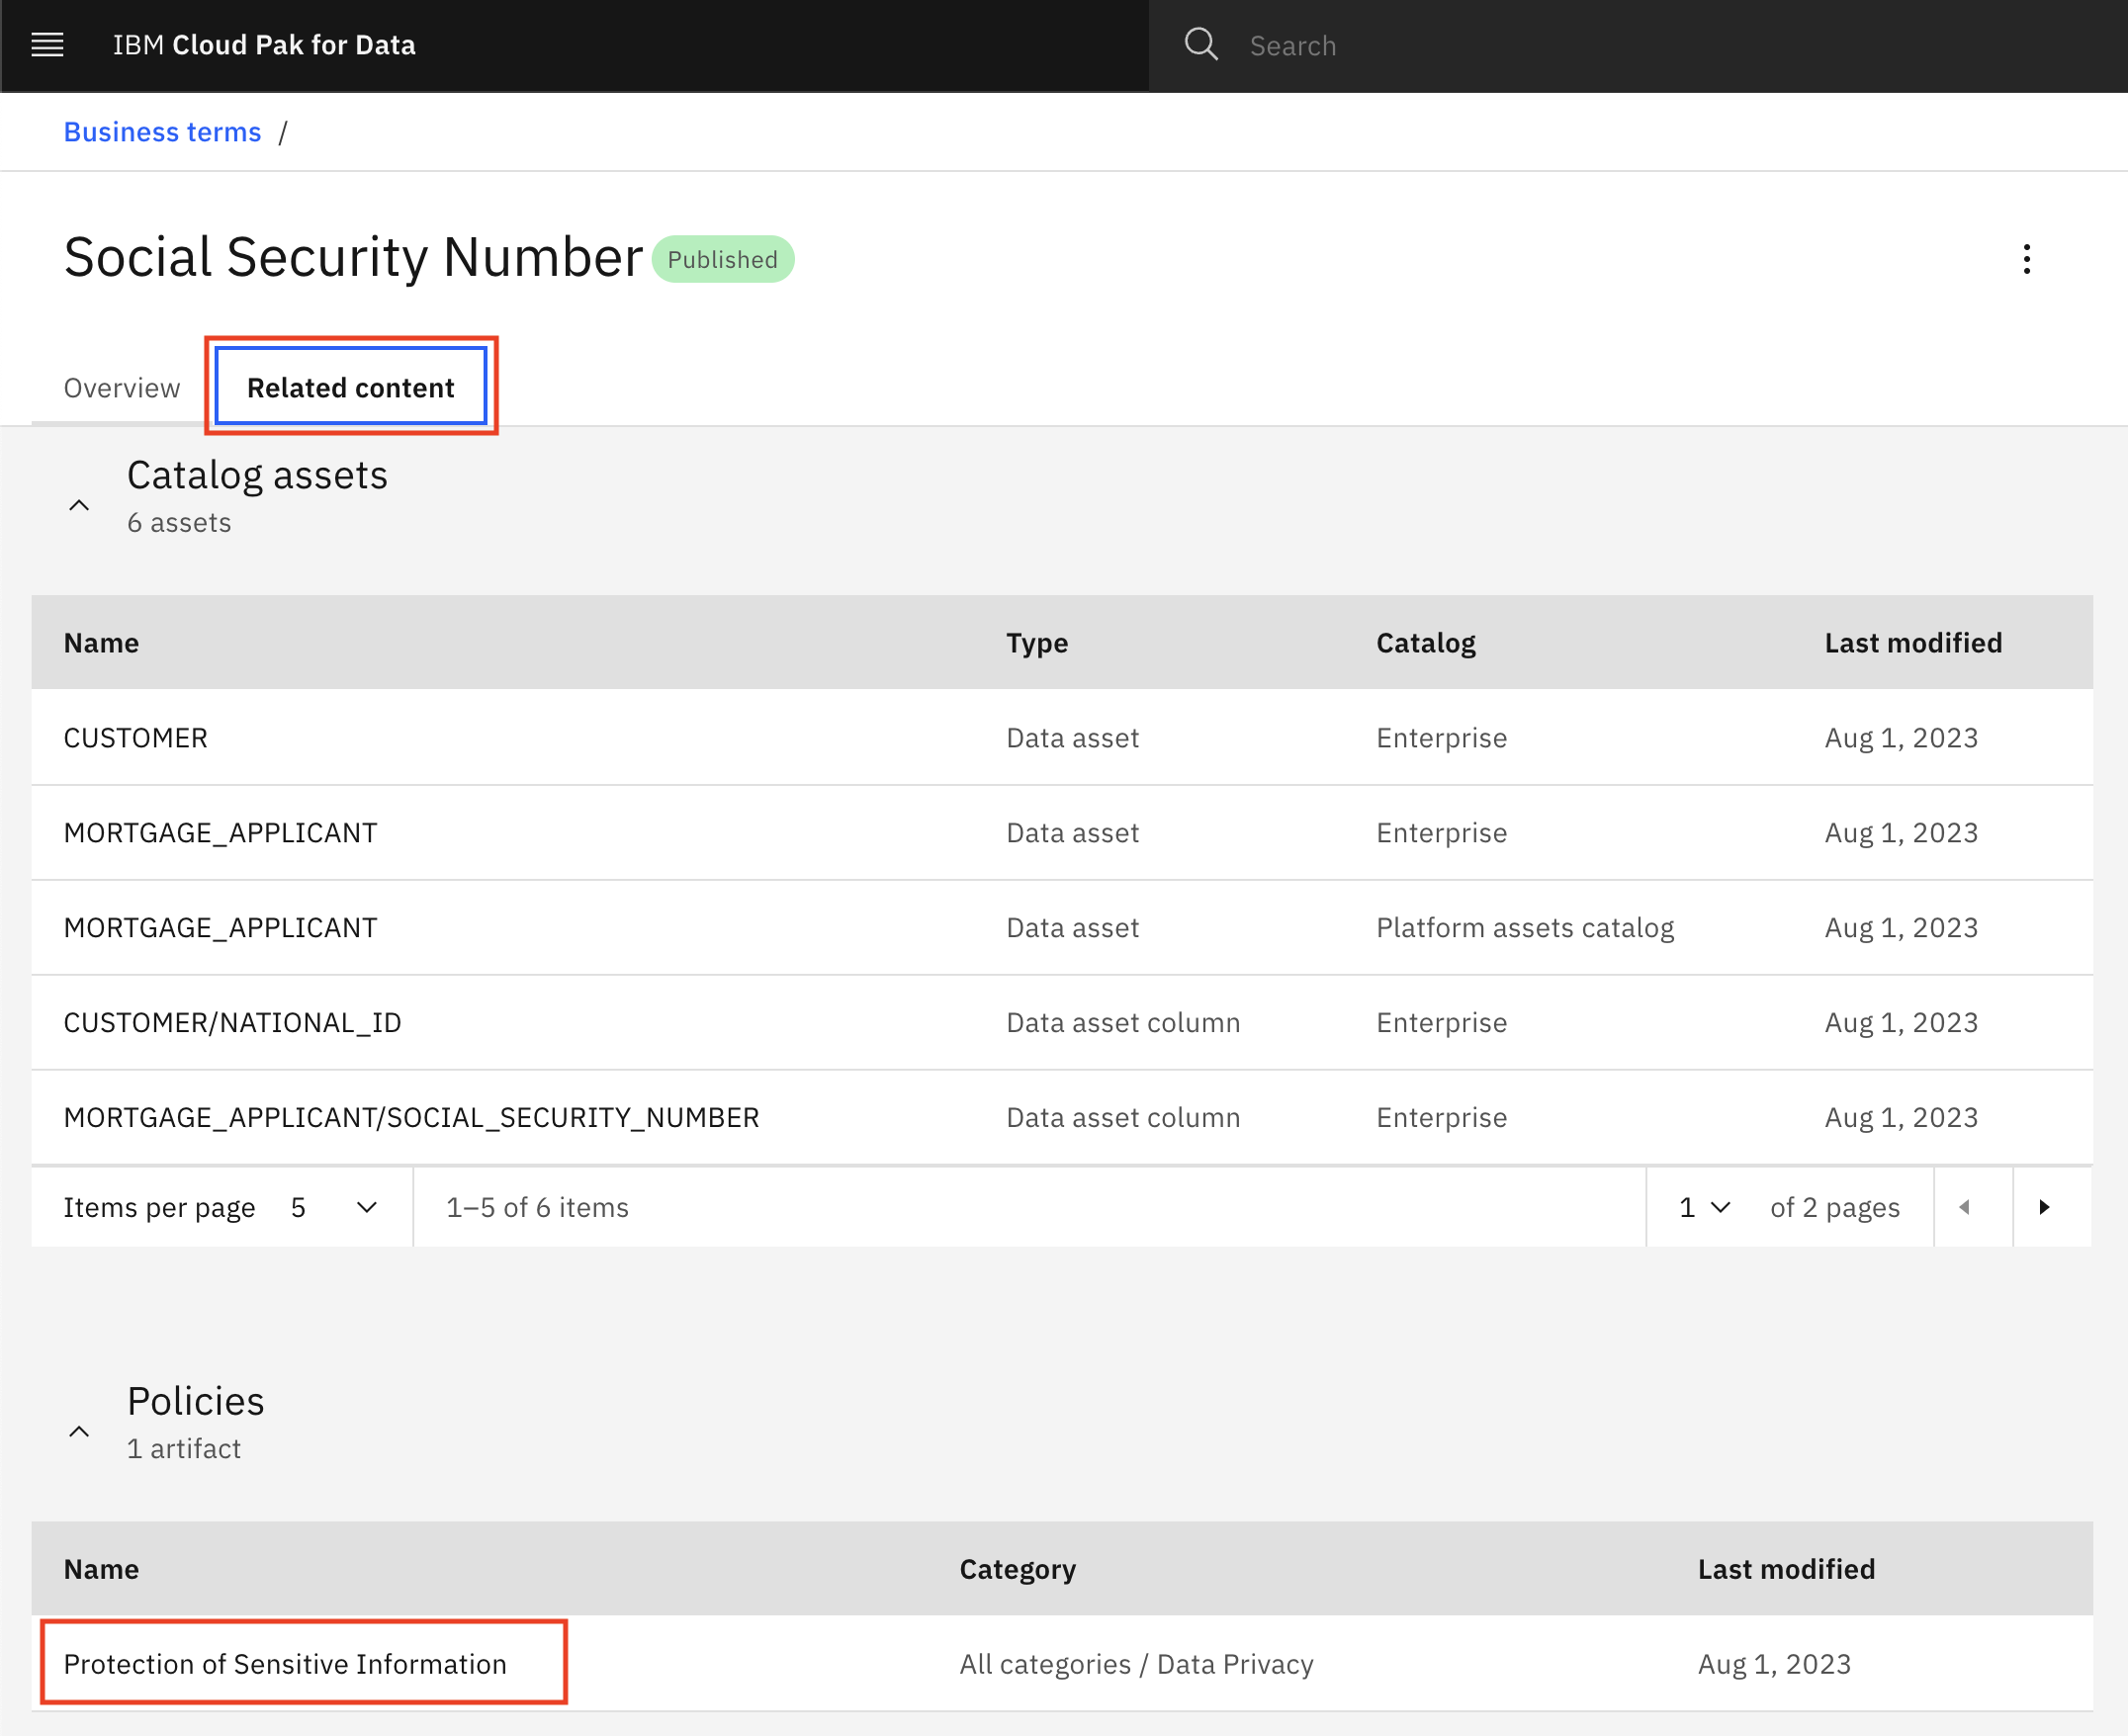 IBM Cloud Pak for Data
Search
Business terms /
Social Security Number Published
Overview Related content
Catalog assets
6 assets
Name Type Catalog Last modified
CUSTOMER Data asset Enterprise Aug 1, 2023
MORTGAGE_APPLICANT Data asset Enterprise Aug 1, 2023
MORTGAGE_APPLICANT Data asset Platform assets catalog Aug 1, 2023
CUSTOMER/NATIONAL_ID Data asset column Enterprise Aug 1, 2023
MORTGAGE_APPLICANT/SOCIAL_SECURITY_NUMBER Data asset column Enterprise Aug 1, 2023
Items per page 5 1–5 of 6 items 1 of 2 pages
Policies
1 artifact
Name Category Last modified
Protection of Sensitive Information All categories / Data Privacy Aug 1, 2023